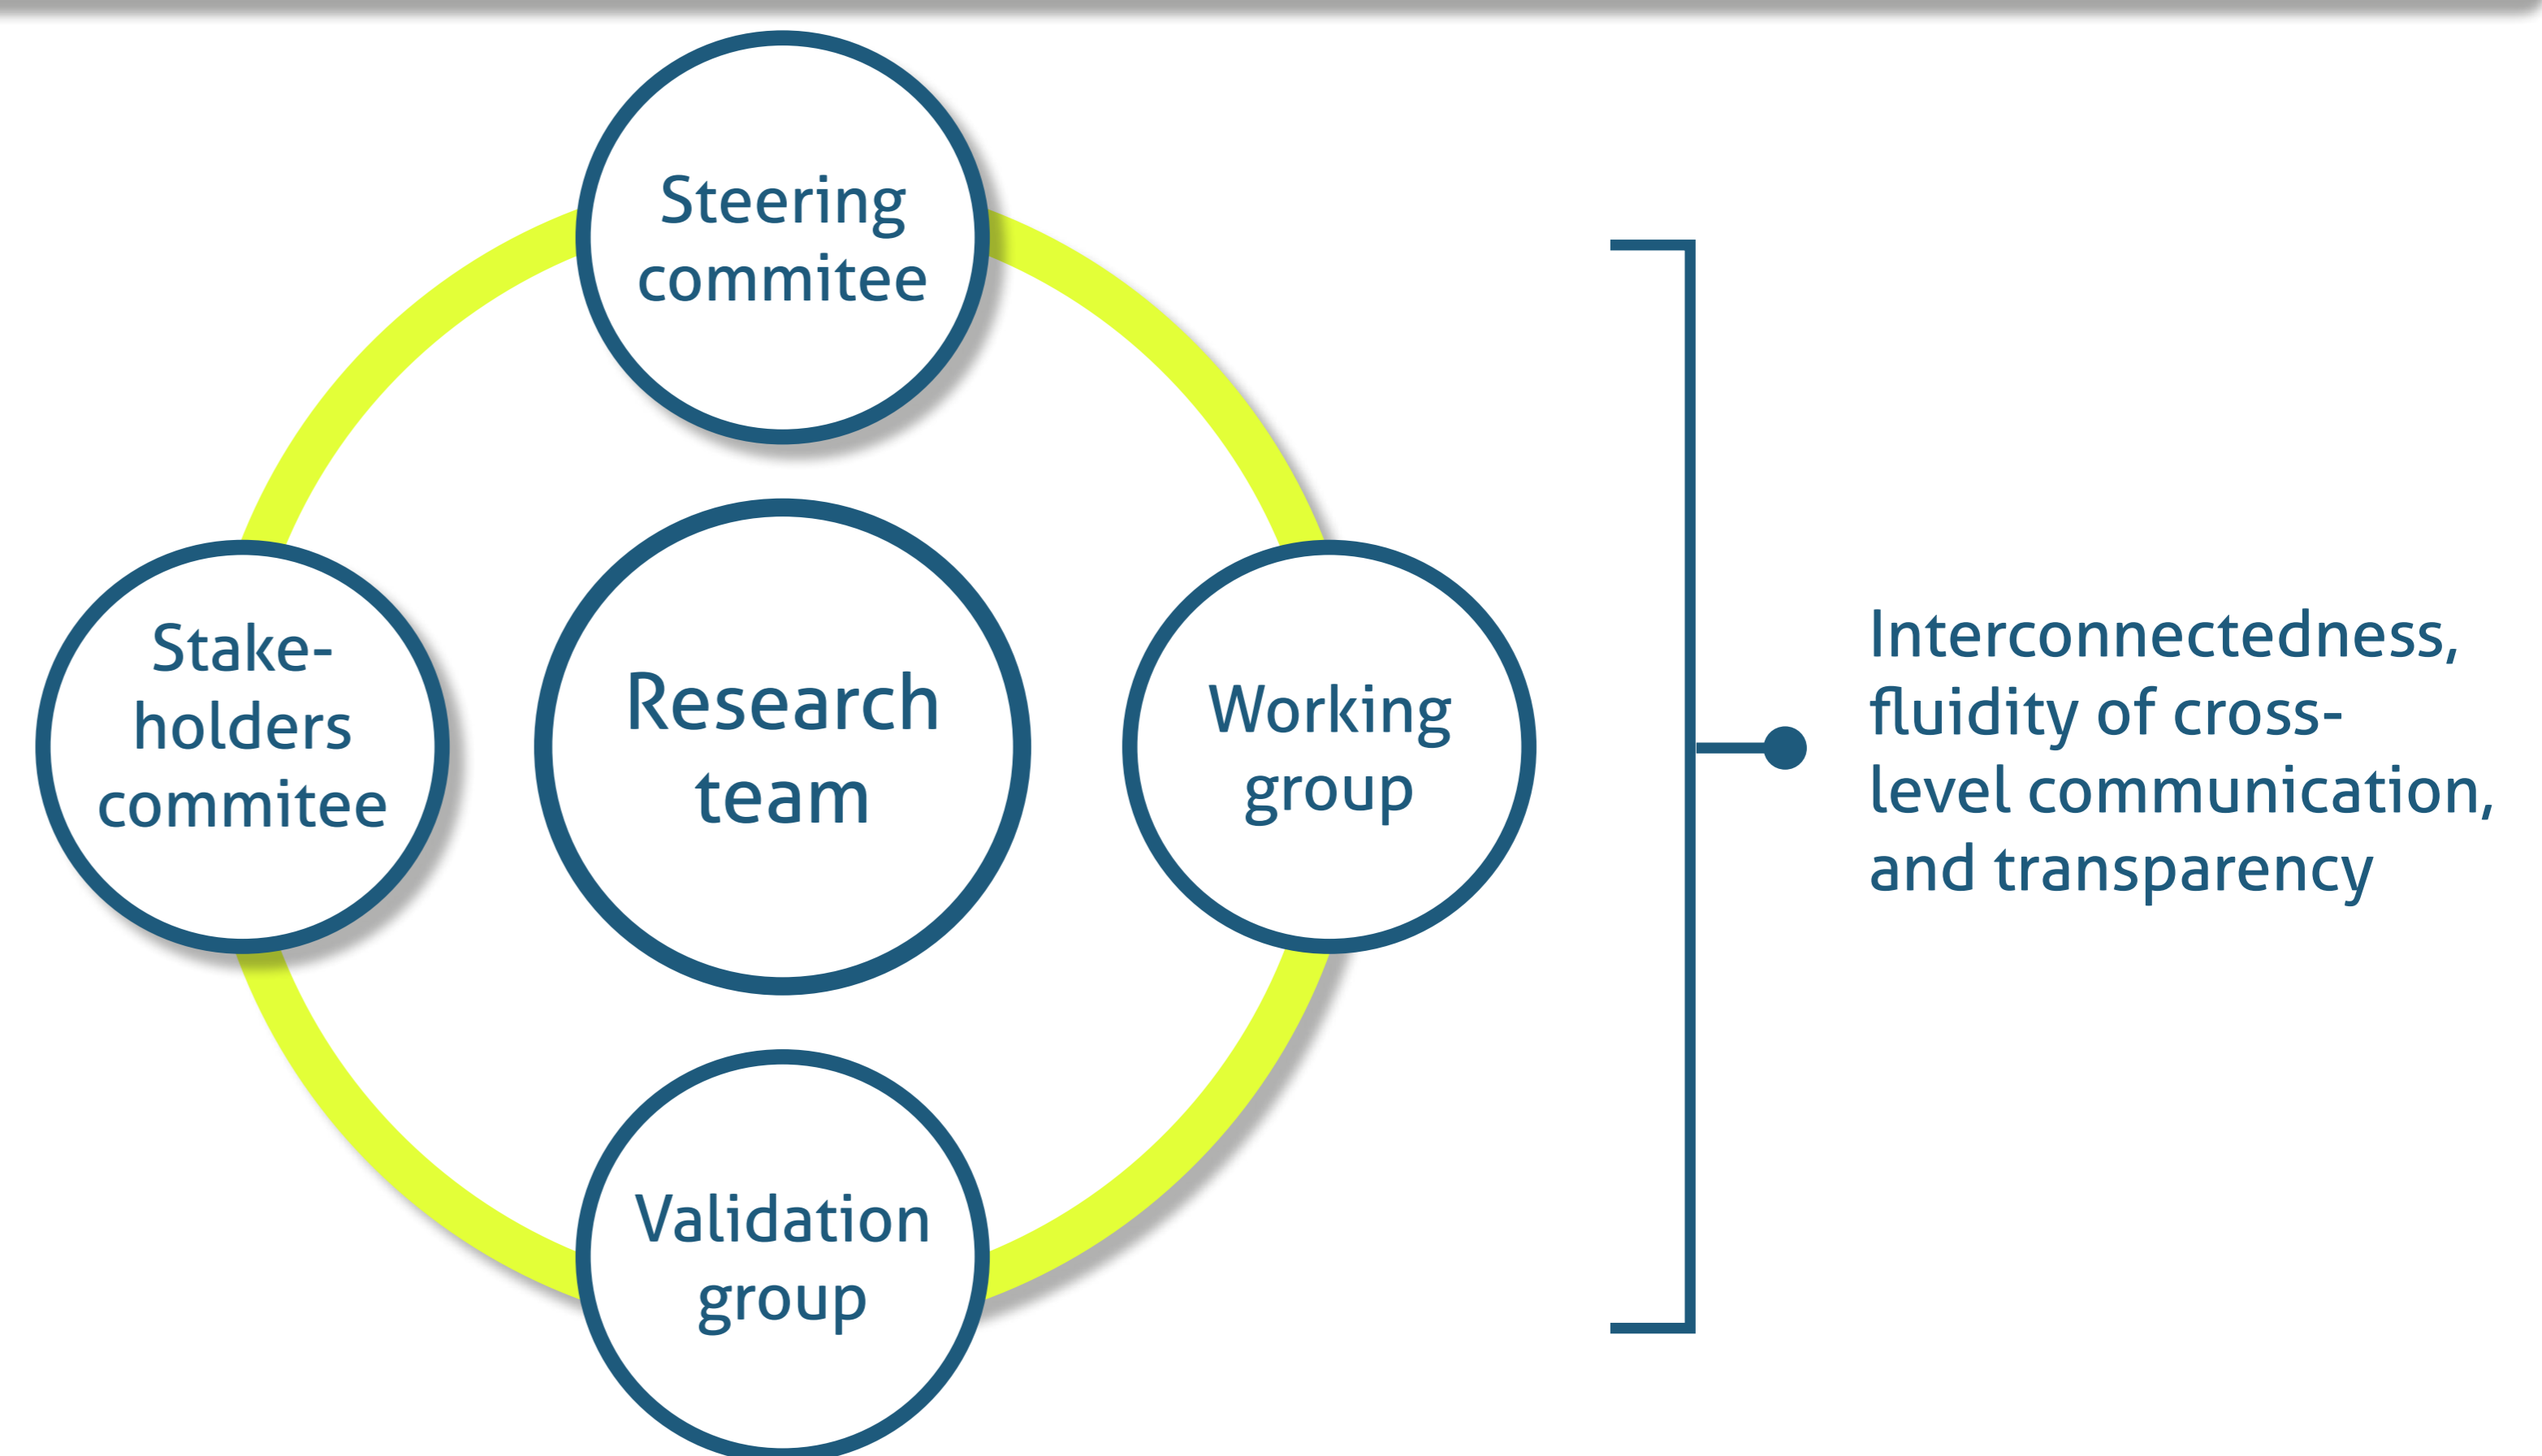 Steering
commitee
Stake-
holders
commitee
Research
team
Working
group
Validation
group
Interconnectedness,
fluidity of cross-
level communication,
and transparency